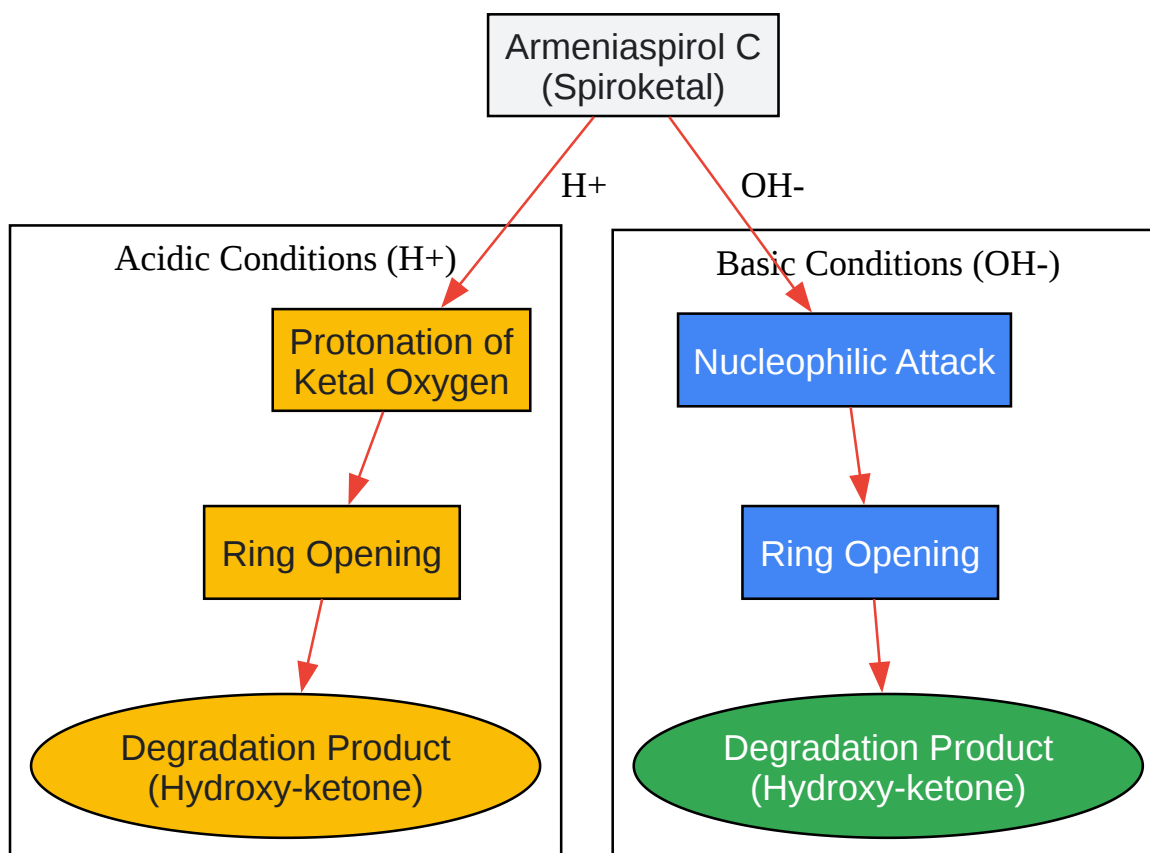 Armeniaspirol C
(Spiroketal)
H+
OH-
Acidic Conditions (H+)
Protonation of
Ketal Oxygen
Ring Opening
Degradation Product
(Hydroxy-ketone)
Basic Conditions (OH-)
Nucleophilic Attack
Ring Opening
Degradation Product
(Hydroxy-ketone)